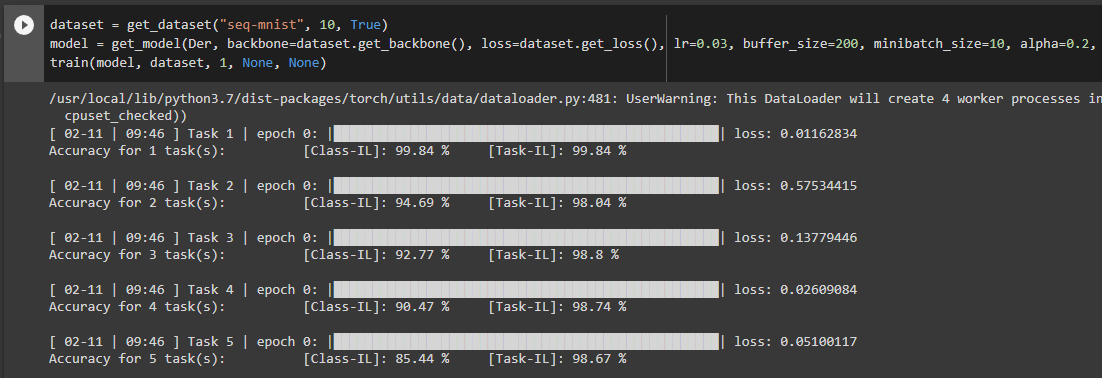 dataset = get_dataset("seq-mnist", 10, True)
model = get_model(Der, backbone=dataset.get_backbone(), loss=dataset.get_loss(), lr=0.03, buffer_size=200, minibatch_size=10, alpha=0.2,
train(model, dataset, 1, None, None)
/usr/local/lib/python3.7/dist-packages/torch/utils/data/dataloader.py:481: UserWarning: This DataLoader will create 4 worker processes in
cpuset_checked))
[ 02-11 | 09:46 ] Task 1 | epoch 0: |██████████████████████████████████████████████████| loss: 0.01162834
Accuracy for 1 task(s): [Class-IL]: 99.84 % [Task-IL]: 99.84 %
[ 02-11 | 09:46 ] Task 2 | epoch 0: |██████████████████████████████████████████████████| loss: 0.57534415
Accuracy for 2 task(s): [Class-IL]: 94.69 % [Task-IL]: 98.04 %
[ 02-11 | 09:46 ] Task 3 | epoch 0: |██████████████████████████████████████████████████| loss: 0.13779446
Accuracy for 3 task(s): [Class-IL]: 92.77 % [Task-IL]: 98.8 %
[ 02-11 | 09:46 ] Task 4 | epoch 0: |██████████████████████████████████████████████████| loss: 0.02609084
Accuracy for 4 task(s): [Class-IL]: 90.47 % [Task-IL]: 98.74 %
[ 02-11 | 09:46 ] Task 5 | epoch 0: |██████████████████████████████████████████████████| loss: 0.05100117
Accuracy for 5 task(s): [Class-IL]: 85.44 % [Task-IL]: 98.67 %